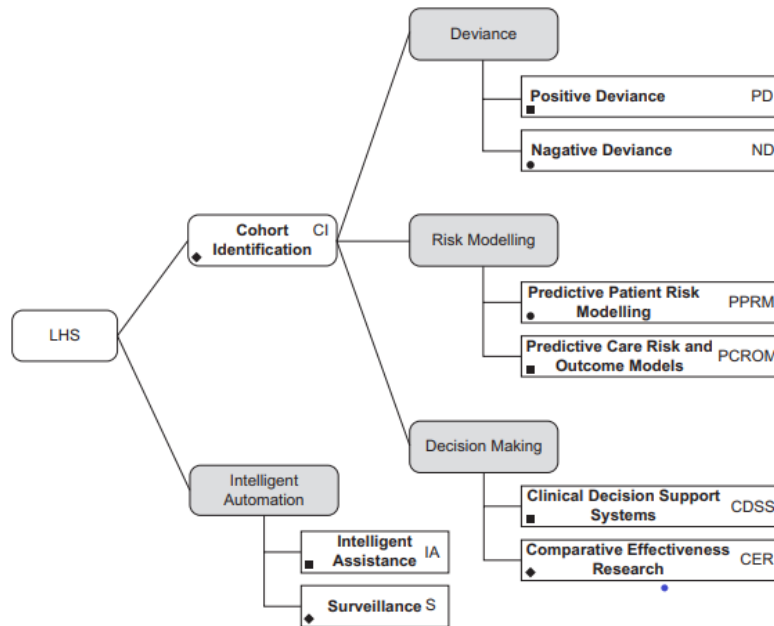 Deviance
Positive Deviance PD
Nagative Deviance ND
Cohort CI
Identification
Risk Modelling
Predictive Patient Risk
Modelling PPRM
LHS
Predictive Care Risk and
Outcome Models PCROM
Decision Making
Intelligent
Automation
Clinical Decision Support
Systems CDSS
Intelligent
Assistance IA
Comparative Effectiveness
Research CER
Surveillance S